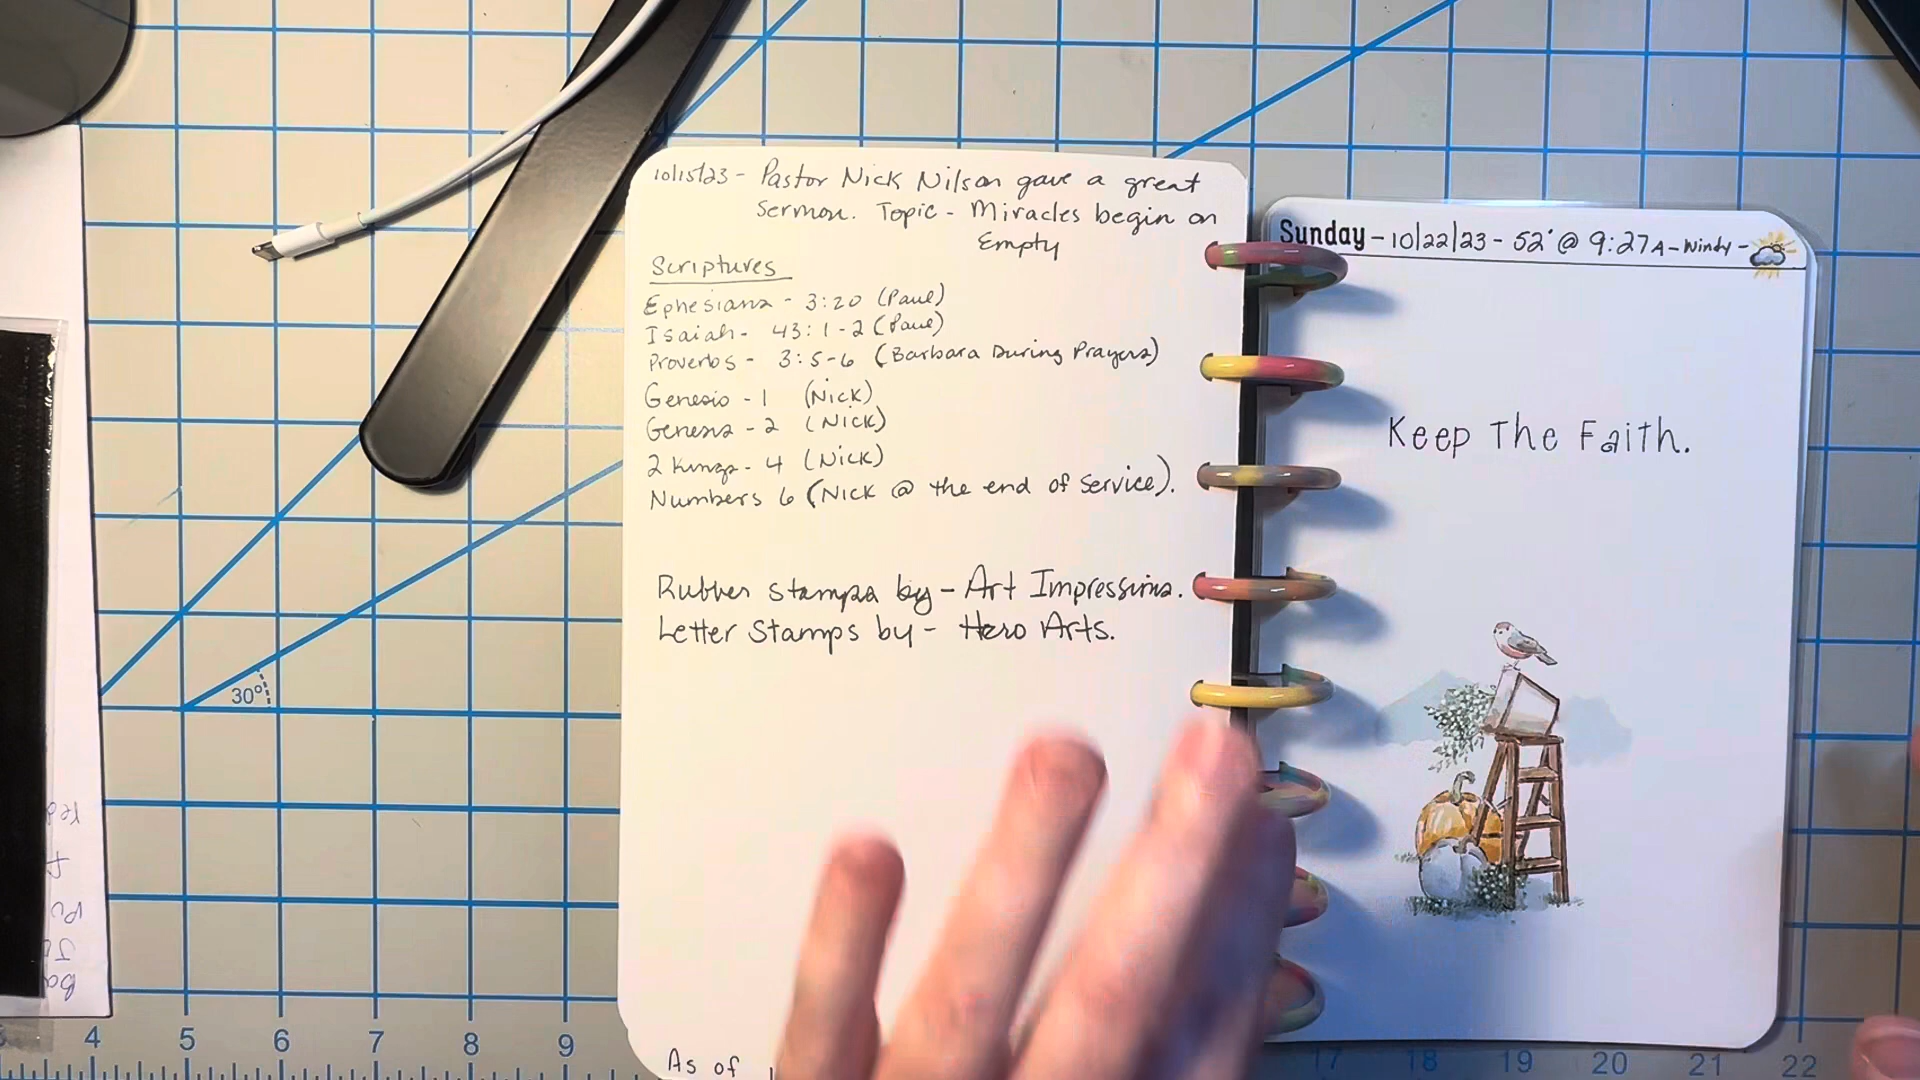 10/15/23 - Pastor Nick Nilson gave a great
Sermon. Topic - Miracles begin on
Empty
Scriptures
Ephesians - 3:20 (Paul)
Isaiah - 43:1-2 (Paul)
Proverbs - 3:5-6 (Barbara During Prayers)
Genesis - 1 (Nick)
Genesis - 2 (Nick)
2 Kings - 4 (Nick)
Numbers 6 (Nick @ the end of service).
Rubber Stamps by - Art Impressions.
Letter Stamps by - Hero Arts.
As of
Sunday - 10/22/23 - 52° @ 9:27A - Windy -
Keep The Faith.
30°
4 5 6 7 8 9 17 18 19 20 21 22